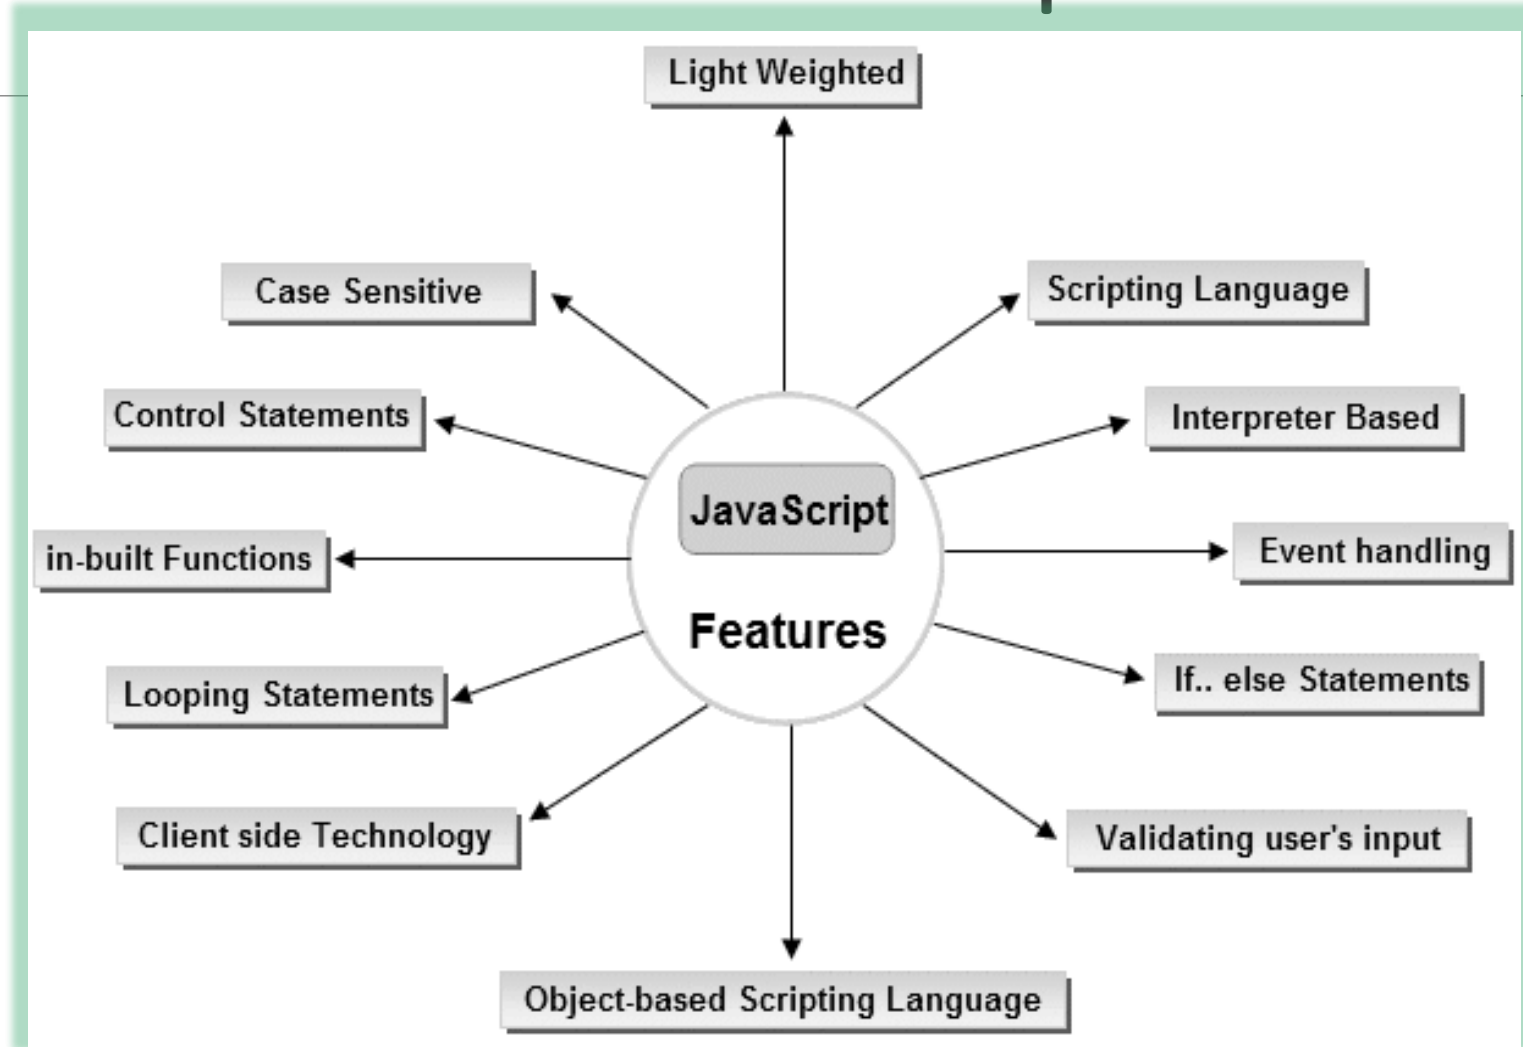 Light Weighted
Case Sensitive
Scripting Language
Control Statements
Interpreter Based
JavaScript
in-built Functions
Event handling
Features
Looping Statements
If.. else Statements
Client side Technology
Validating user's input
Object-based Scripting Language